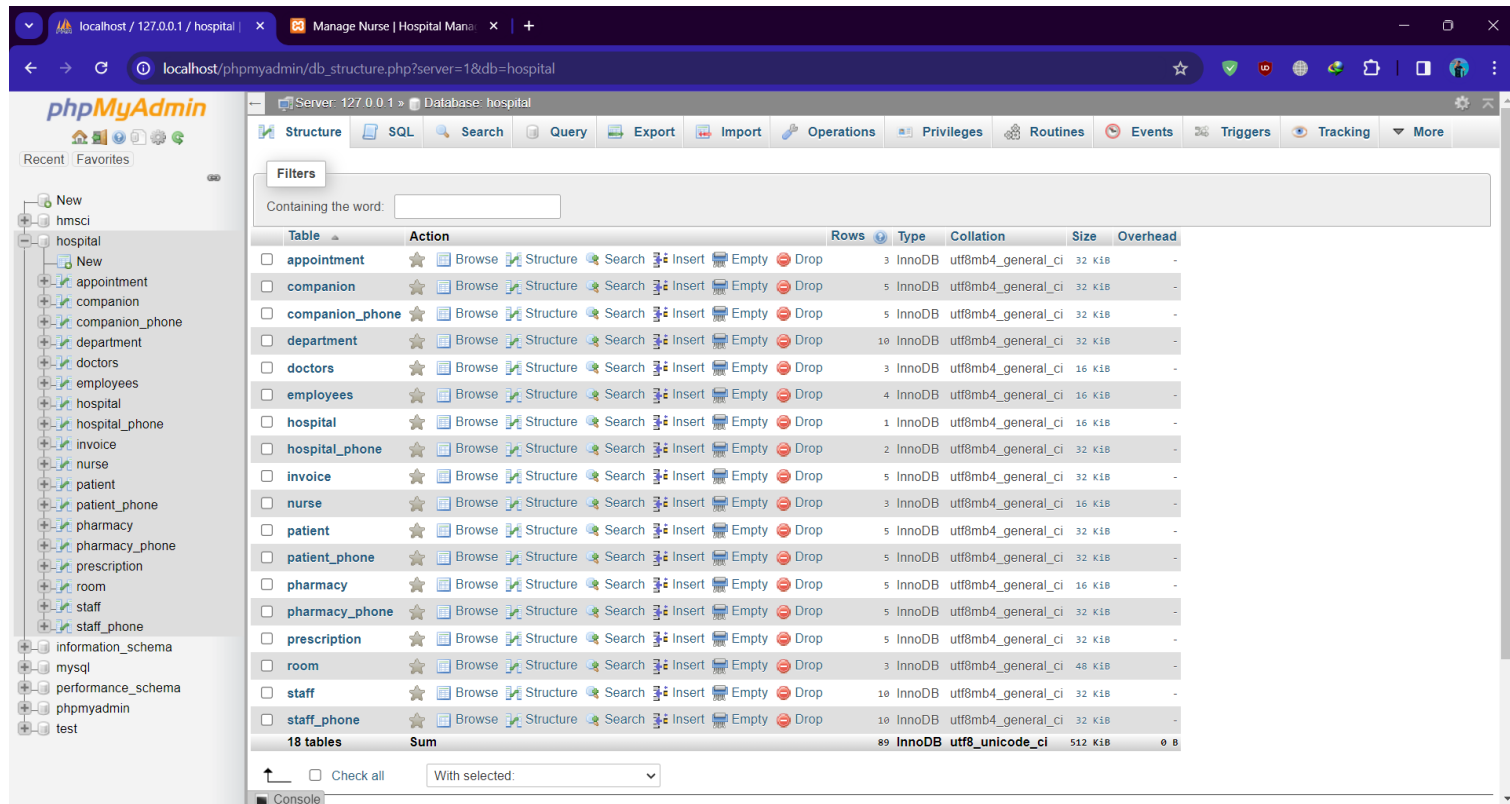 localhost / 127.0.0.1 / hospital |
Manage Nurse | Hospital Mana
localhost/phpmyadmin/db_structure.php?server=1&db=hospital
phpMyAdmin
Recent Favorites
New
hmsci
hospital
New
appointment
companion
companion_phone
department
doctors
employees
hospital
hospital_phone
invoice
nurse
patient
patient_phone
pharmacy
pharmacy_phone
prescription
room
staff
staff_phone
information_schema
mysql
performance_schema
phpmyadmin
test
Server: 127.0.0.1 » Database: hospital
Structure SQL Search Query Export Import Operations Privileges Routines Events Triggers Tracking More
Filters
Containing the word:
Table Action Rows Type Collation Size Overhead
appointment Browse Structure Search Insert Empty Drop 3 InnoDB utf8mb4_general_ci 32 KiB -
companion Browse Structure Search Insert Empty Drop 5 InnoDB utf8mb4_general_ci 32 KiB -
companion_phone Browse Structure Search Insert Empty Drop 5 InnoDB utf8mb4_general_ci 32 KiB -
department Browse Structure Search Insert Empty Drop 10 InnoDB utf8mb4_general_ci 32 KiB -
doctors Browse Structure Search Insert Empty Drop 3 InnoDB utf8mb4_general_ci 16 KiB -
employees Browse Structure Search Insert Empty Drop 4 InnoDB utf8mb4_general_ci 16 KiB -
hospital Browse Structure Search Insert Empty Drop 1 InnoDB utf8mb4_general_ci 16 KiB -
hospital_phone Browse Structure Search Insert Empty Drop 2 InnoDB utf8mb4_general_ci 32 KiB -
invoice Browse Structure Search Insert Empty Drop 5 InnoDB utf8mb4_general_ci 32 KiB -
nurse Browse Structure Search Insert Empty Drop 3 InnoDB utf8mb4_general_ci 16 KiB -
patient Browse Structure Search Insert Empty Drop 5 InnoDB utf8mb4_general_ci 32 KiB -
patient_phone Browse Structure Search Insert Empty Drop 5 InnoDB utf8mb4_general_ci 32 KiB -
pharmacy Browse Structure Search Insert Empty Drop 5 InnoDB utf8mb4_general_ci 16 KiB -
pharmacy_phone Browse Structure Search Insert Empty Drop 5 InnoDB utf8mb4_general_ci 32 KiB -
prescription Browse Structure Search Insert Empty Drop 5 InnoDB utf8mb4_general_ci 32 KiB -
room Browse Structure Search Insert Empty Drop 3 InnoDB utf8mb4_general_ci 48 KiB -
staff Browse Structure Search Insert Empty Drop 10 InnoDB utf8mb4_general_ci 32 KiB -
staff_phone Browse Structure Search Insert Empty Drop 10 InnoDB utf8mb4_general_ci 32 KiB -
18 tables Sum 89 InnoDB utf8_unicode_ci 512 KiB 0 B
Check all With selected:
Console